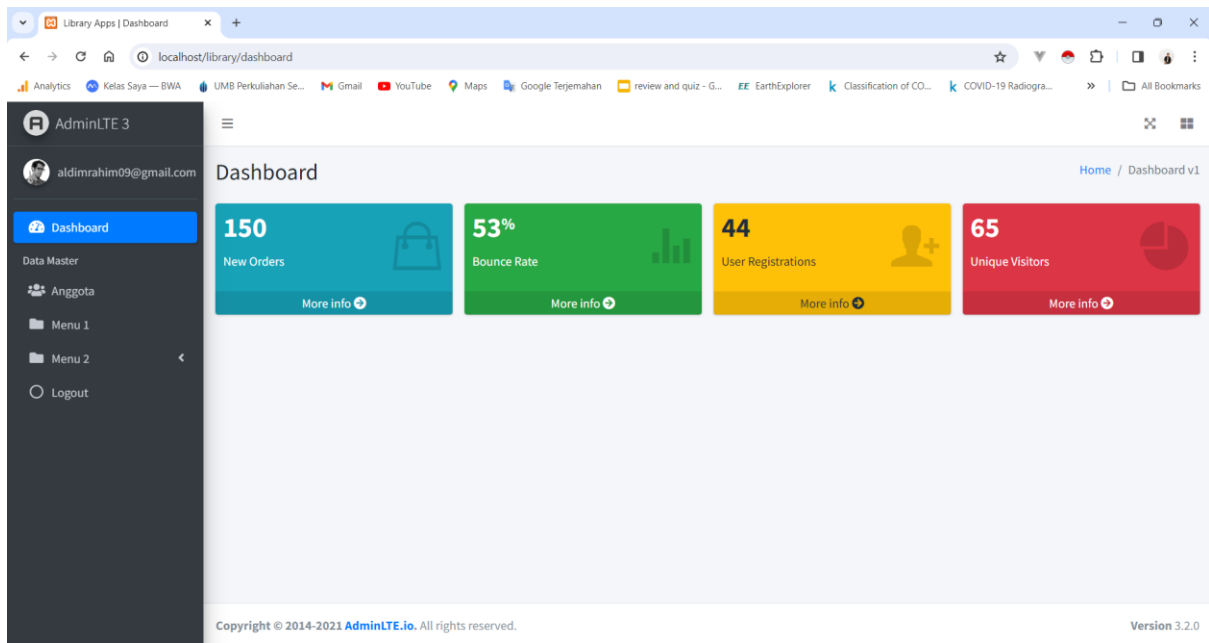 Library Apps | Dashboard
localhost/library/dashboard
Analytics Kelas Saya — BWA UMB Perkuliahan Se... Gmail YouTube Maps Google Terjemahan review and quiz - G... EE EarthExplorer k Classification of CO... k COVID-19 Radiogra... » All Bookmarks
AdminLTE 3
aldimrahim09@gmail.com
Dashboard
Home / Dashboard v1
Dashboard
Data Master
Anggota
Menu 1
Menu 2
Logout
150
New Orders
More info
53%
Bounce Rate
More info
44
User Registrations
More info
65
Unique Visitors
More info
Copyright © 2014-2021 AdminLTE.io. All rights reserved.
Version 3.2.0